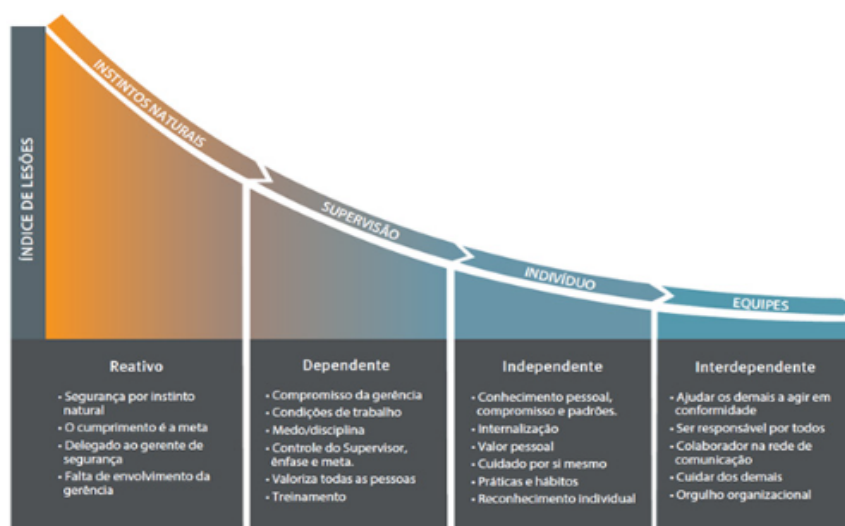 ÍNDICE DE LESÕES
INSTINTOS NATURAIS
SUPERVISÃO
INDIVÍDUO
EQUIPES
Reativo
• Segurança por instinto
natural
• O cumprimento é a meta
• Delegado ao gerente de
segurança
• Falta de envolvimento da
gerência
Dependente
• Compromisso da gerência
• Condições de trabalho
• Medo/disciplina
• Controle do Supervisor,
ênfase e meta.
• Valoriza todas as pessoas
• Treinamento
Independente
• Conhecimento pessoal,
compromisso e padrões.
• Internalização
• Valor pessoal
• Cuidado por si mesmo
• Práticas e hábitos
• Reconhecimento individual
Interdependente
• Ajudar os demais a agir em
conformidade
• Ser responsável por todos
• Colaborador na rede de
comunicação
• Cuidar dos demais
• Orgulho organizacional